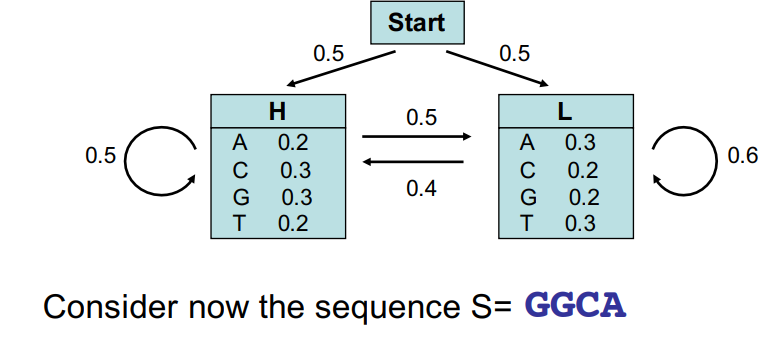 Start
0.5 0.5
H L
0.5
A 0.2 A 0.3
0.5 C 0.3 C 0.2 0.6
G 0.3 G 0.2
0.4
T 0.2 T 0.3
Consider now the sequence S= GGCA